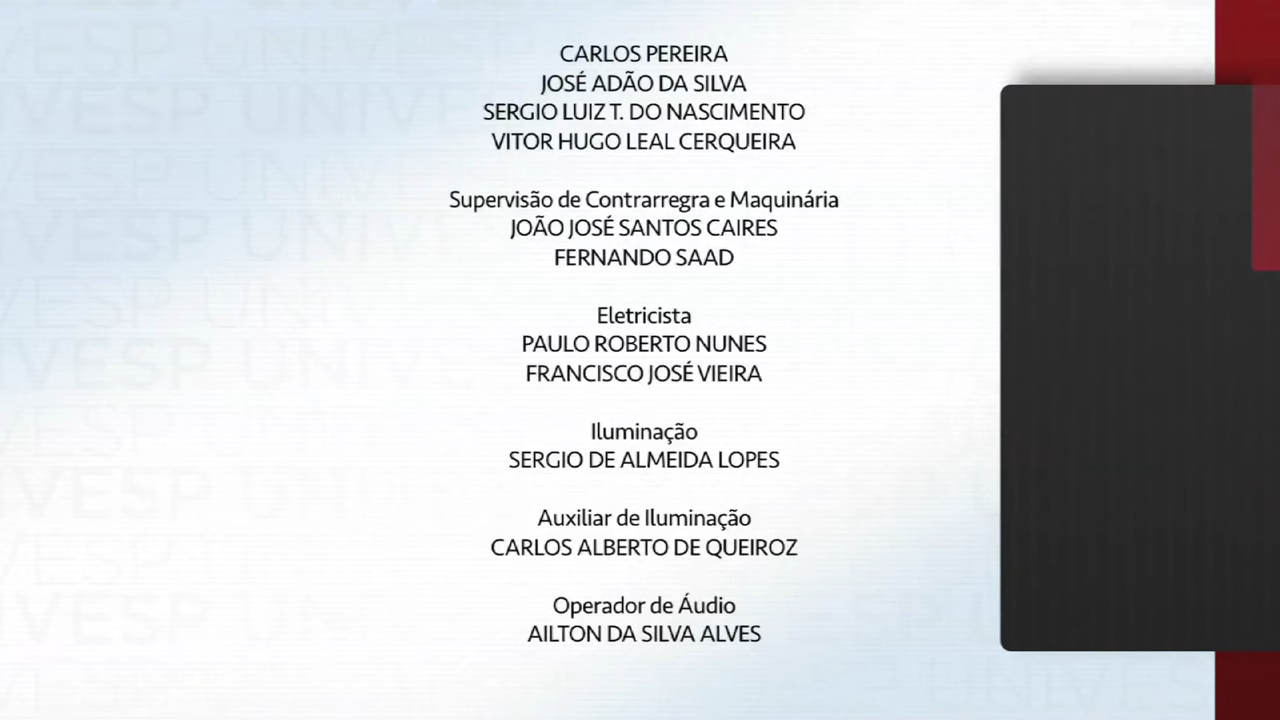 CARLOS PEREIRA
JOSÉ ADÃO DA SILVA
SERGIO LUIZ T. DO NASCIMENTO
VITOR HUGO LEAL CERQUEIRA
Supervisão de Contrarregra e Maquinária
JOÃO JOSÉ SANTOS CAIRES
FERNANDO SAAD
Eletricista
PAULO ROBERTO NUNES
FRANCISCO JOSÉ VIEIRA
Iluminação
SERGIO DE ALMEIDA LOPES
Auxiliar de Iluminação
CARLOS ALBERTO DE QUEIROZ
Operador de Áudio
AILTON DA SILVA ALVES